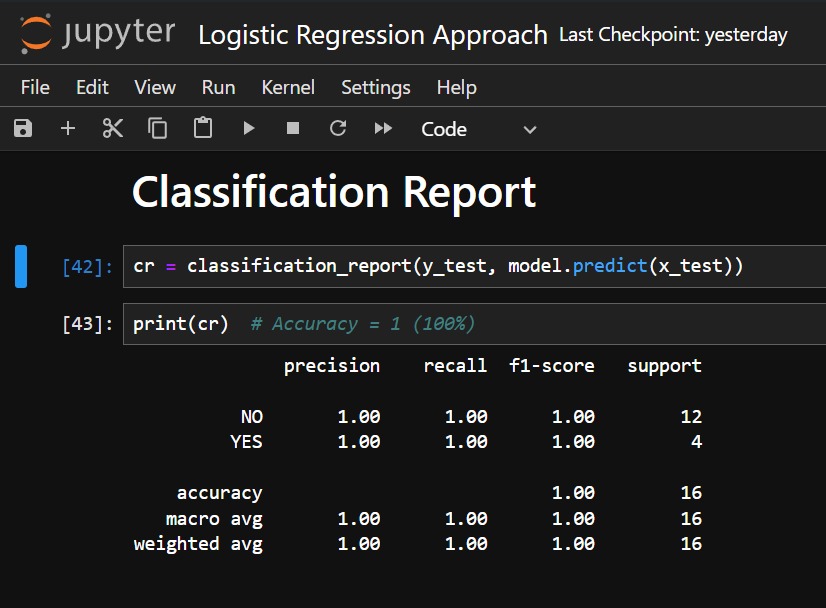 jupyter Logistic Regression Approach Last Checkpoint: yesterday
File Edit View Run Kernel Settings Help
Code
Classification Report
[42]: cr = classification_report(y_test, model.predict(x_test))
[43]: print(cr)  # Accuracy = 1 (100%)
precision recall f1-score support
NO 1.00 1.00 1.00 12
YES 1.00 1.00 1.00 4
accuracy 1.00 16
macro avg 1.00 1.00 1.00 16
weighted avg 1.00 1.00 1.00 16